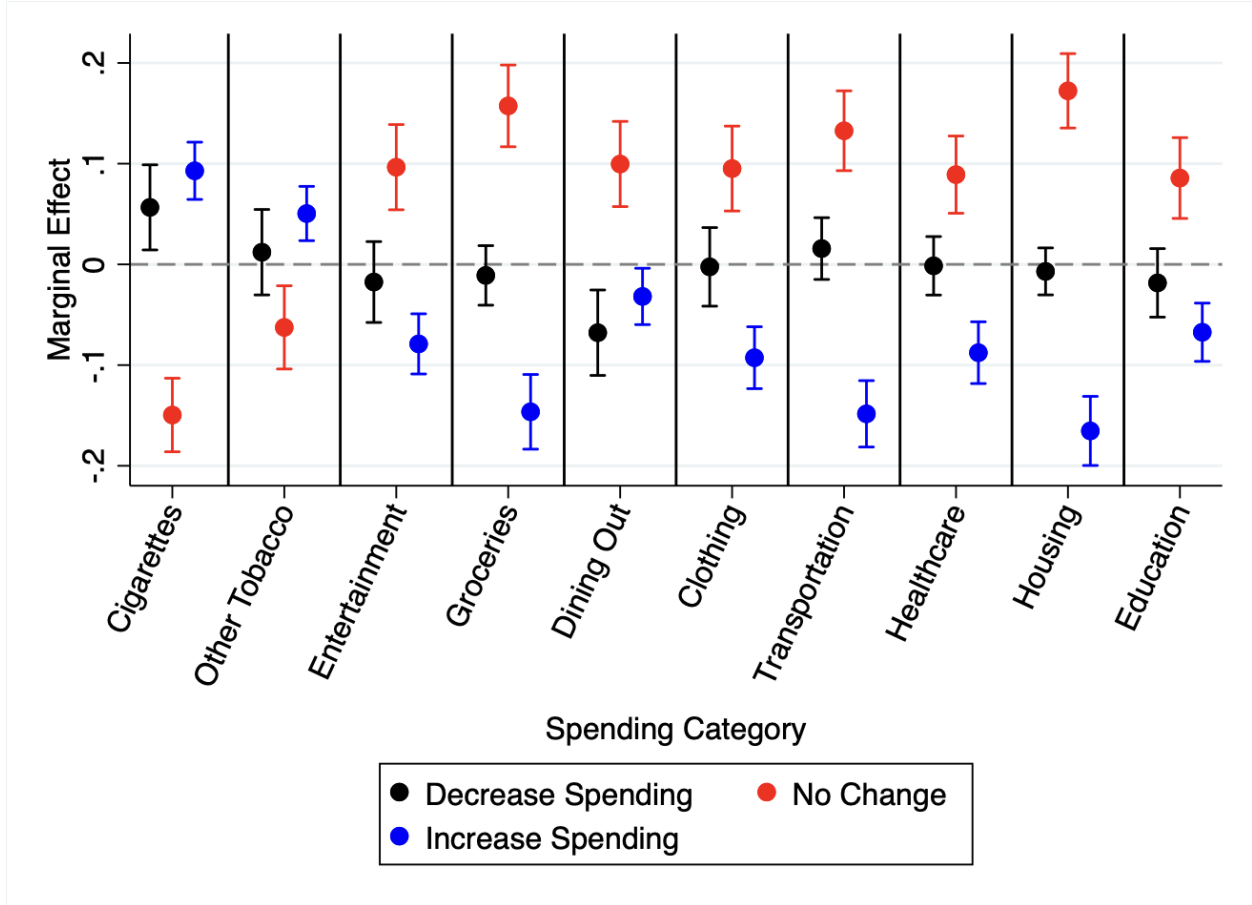 Marginal Effect
.2
.1
0
-.1
-.2
Cigarettes
Other Tobacco
Entertainment
Groceries
Dining Out
Clothing
Transportation
Healthcare
Housing
Education
Spending Category
Decrease Spending
No Change
Increase Spending